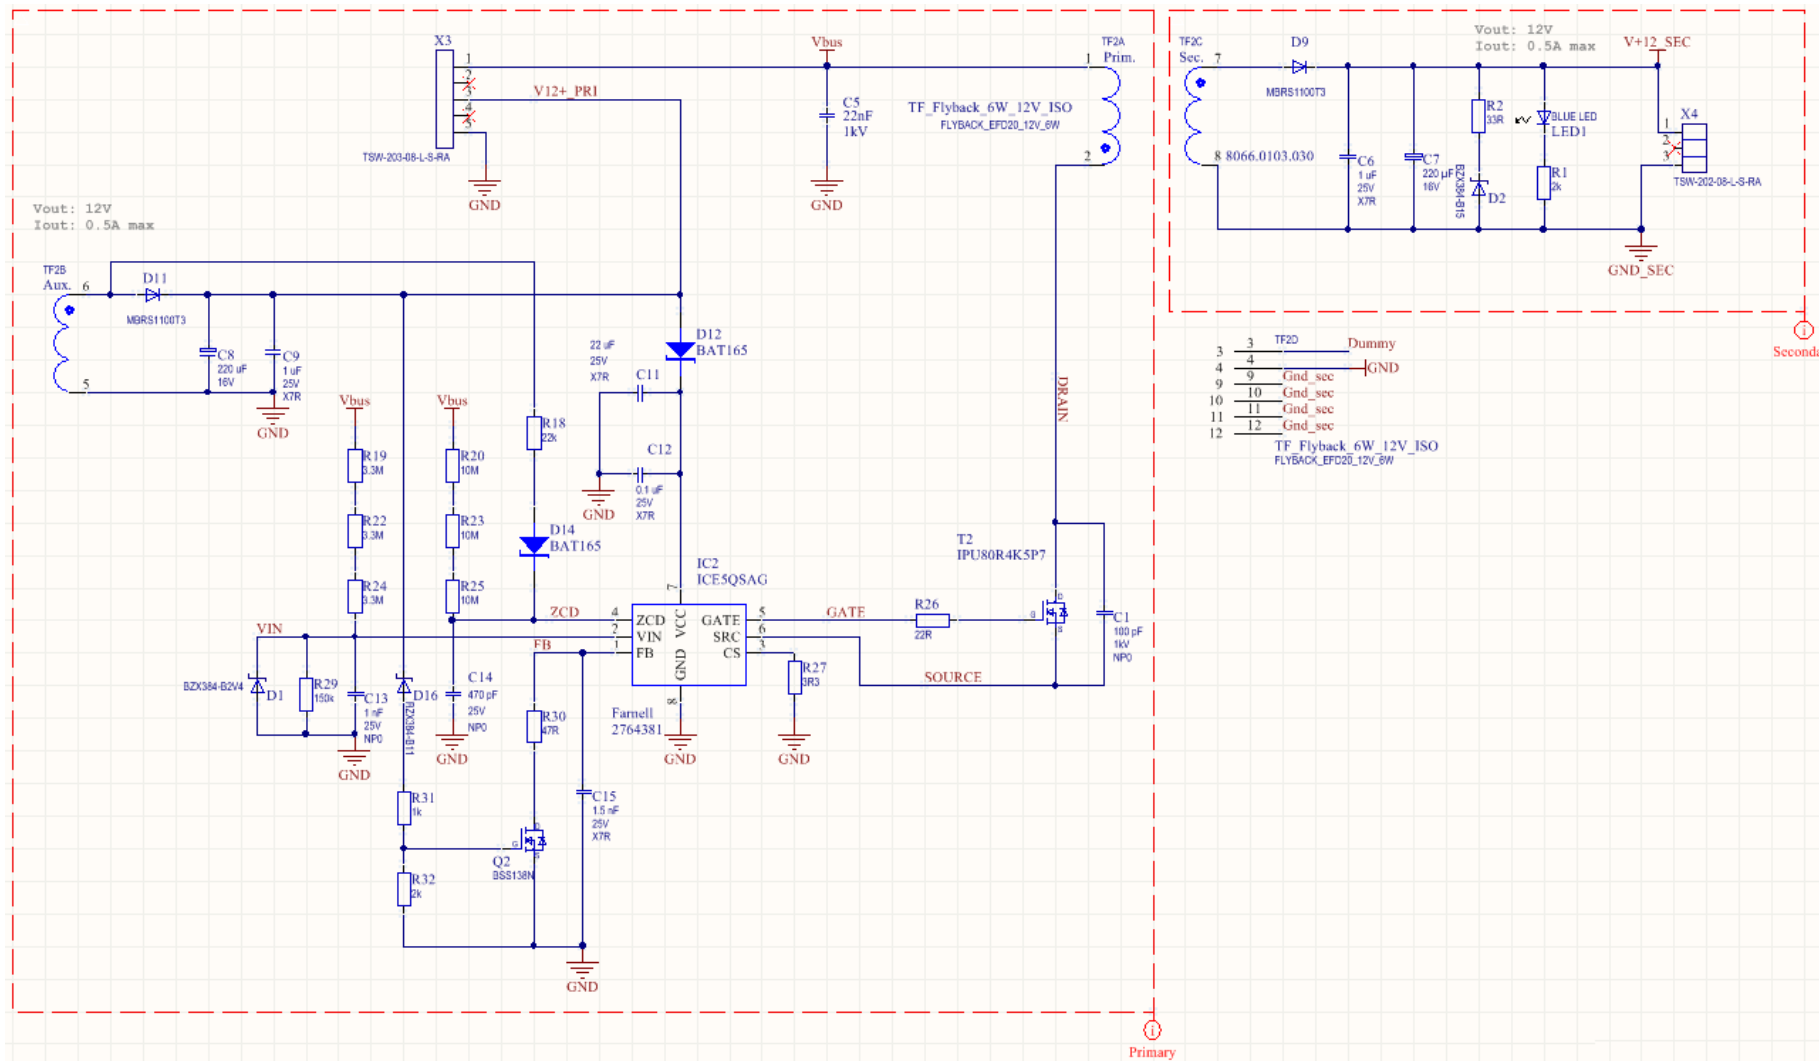 X3
1
2
3
4
5
TSW-203-08-L-S-RA
V12+_PRI
GND
Vbus
C5
22nF
1kV
GND
TF2A
Prim.
1
2
TF_Flyback_6W_12V_ISO
FLYBACK_EFD20_12V_6W
TF2C
Sec.
7
8
8066.0103.030
D9
MBRS1100T3
Vout: 12V
Iout: 0.5A max
V+12_SEC
C6
1 uF
25V
X7R
C7
220 µF
16V
R2
33R
BZX384-B15
D2
BLUE LED
LED1
R1
2k
X4
1
2
3
TSW-202-08-L-S-RA
GND_SEC
Seconda
Vout: 12V
Iout: 0.5A max
TF2B
Aux.
6
5
D11
MBRS1100T3
C8
220 uF
16V
C9
1 uF
25V
X7R
GND
D12
BAT165
22 uF
25V
X7R
C11
C12
0.1 uF
25V
X7R
GND
Vbus
R19
3.3M
R22
3.3M
R24
3.3M
Vbus
R20
10M
R23
10M
R25
10M
R18
22k
D14
BAT165
DRAIN
3
3
TF2D
Dummy
4
4
GND
9
9
Gnd_sec
10
10
Gnd_sec
11
11
Gnd_sec
12
12
Gnd_sec
TF_Flyback_6W_12V_ISO
FLYBACK_EFD20_12V_6W
IC2
ICE5QSAG
7
VCC
ZCD
4
ZCD
VIN
2
VIN
FB
1
FB
GATE
5
GATE
SRC
6
CS
3
GND
8
GND
Farnell
2764381
R26
22R
T2
IPU80R4K5P7
D
G
S
C1
100 pF
1kV
NP0
SOURCE
R27
3R3
GND
BZX384-B2V4
D1
R29
150k
C13
1 nF
25V
NP0
GND
D16
BZX384-B11
C14
470 pF
25V
NP0
GND
R30
47R
C15
1.5 nF
25V
X7R
R31
1k
R32
2k
Q2
BSS138N
D
G
S
GND
Primary